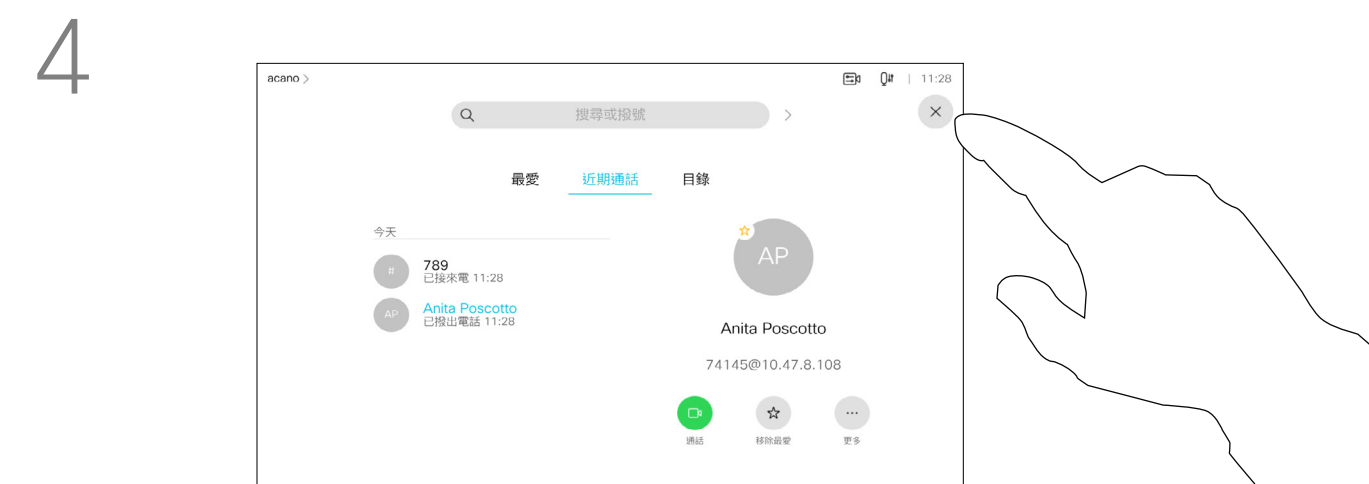 4
acano >
| 11:28
搜尋或撥號
最愛 近期通話 目錄
今天
#
789
已接來電 11:28
AP
Anita Poscotto
已撥出電話 11:28
AP
Anita Poscotto
74145@10.47.8.108
通話 移除最愛 更多